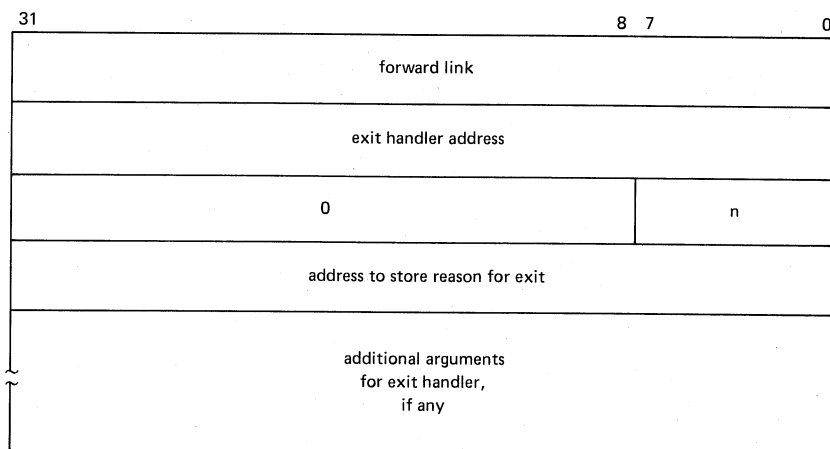 31 8 7 0
forward link
exit handler address
0 n
address to store reason for exit
additional arguments
for exit handler,
if any